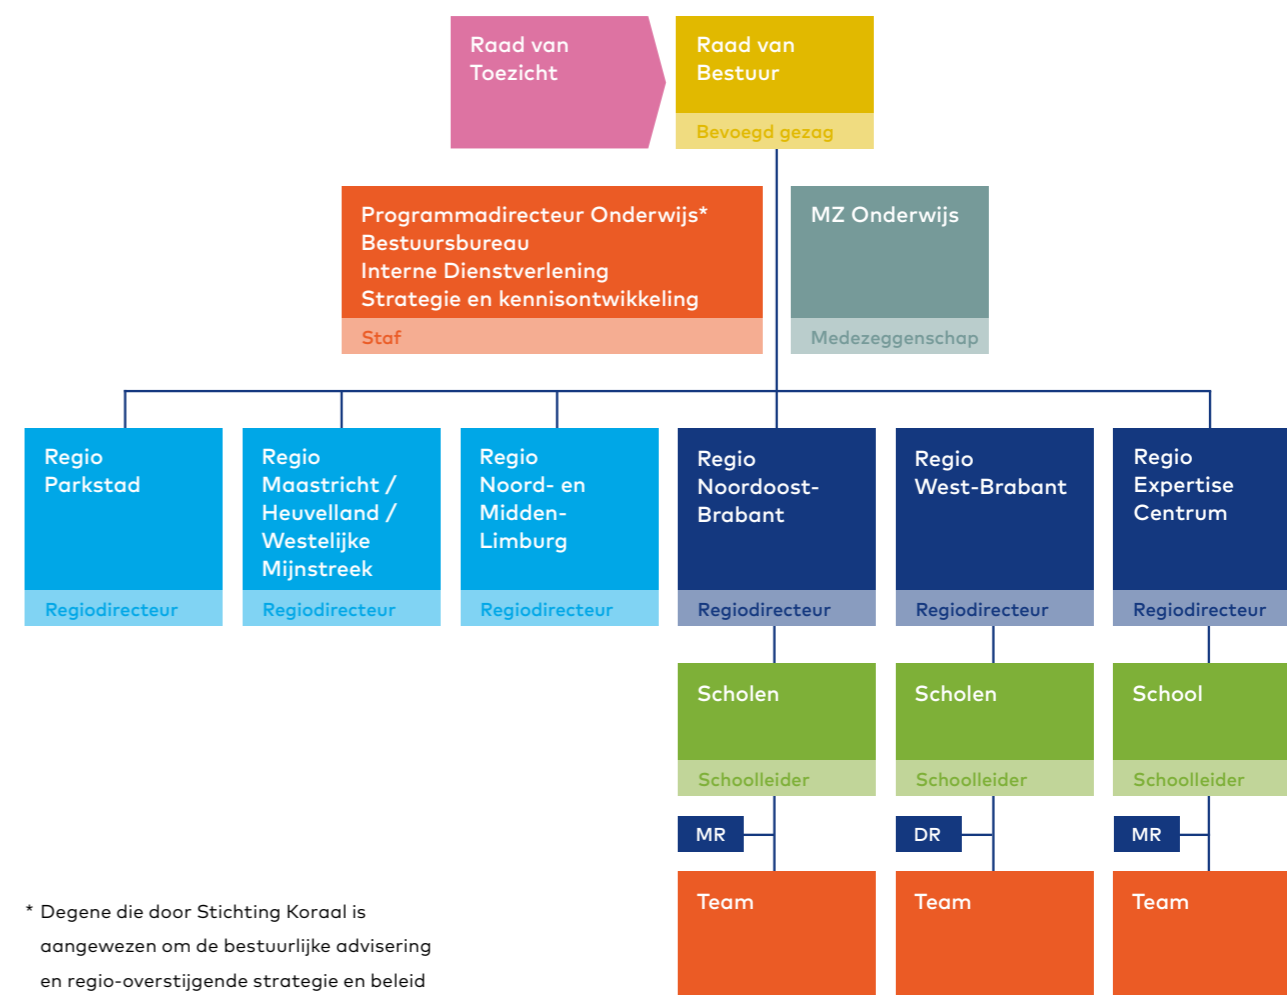 Raad van
Toezicht
Raad van
Bestuur
Bevoegd gezag
Programmadirecteur Onderwijs*
Bestuursbureau
Interne Dienstverlening
Strategie en kennisontwikkeling
Staf
MZ Onderwijs
Medezeggenschap
Regio
Parkstad
Regiodirecteur
Regio
Maastricht /
Heuvelland /
Westelijke
Mijnstreek
Regiodirecteur
Regio
Noord- en
Midden-
Limburg
Regiodirecteur
Regio
Noordoost-
Brabant
Regiodirecteur
Regio
West-Brabant
Regiodirecteur
Regio
Expertise
Centrum
Regiodirecteur
Scholen
Schoolleider
Scholen
Schoolleider
School
Schoolleider
MR
DR
MR
Team
Team
Team
* Degene die door Stichting Koraal is
aangewezen om de bestuurlijke advisering
en regio-overstijgende strategie en beleid